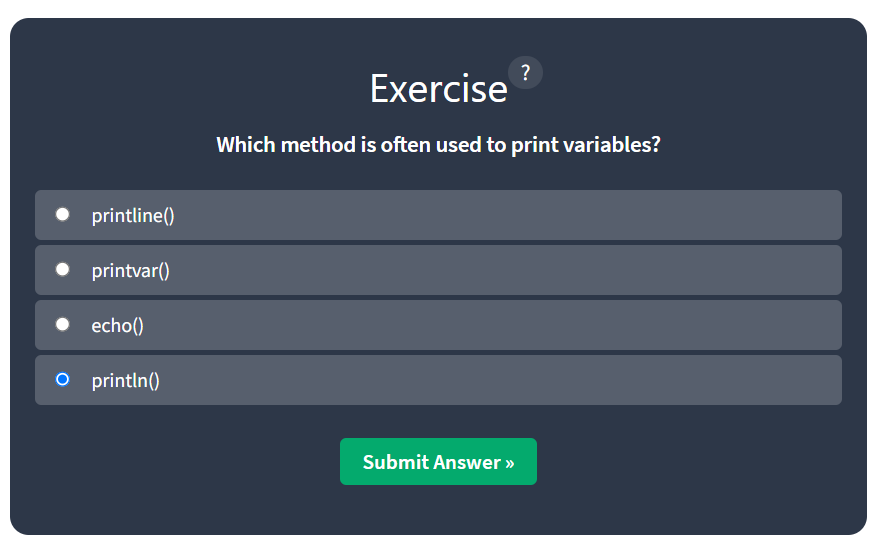 Exercise ?
Which method is often used to print variables?
printline()
printvar()
echo()
println()
Submit Answer »